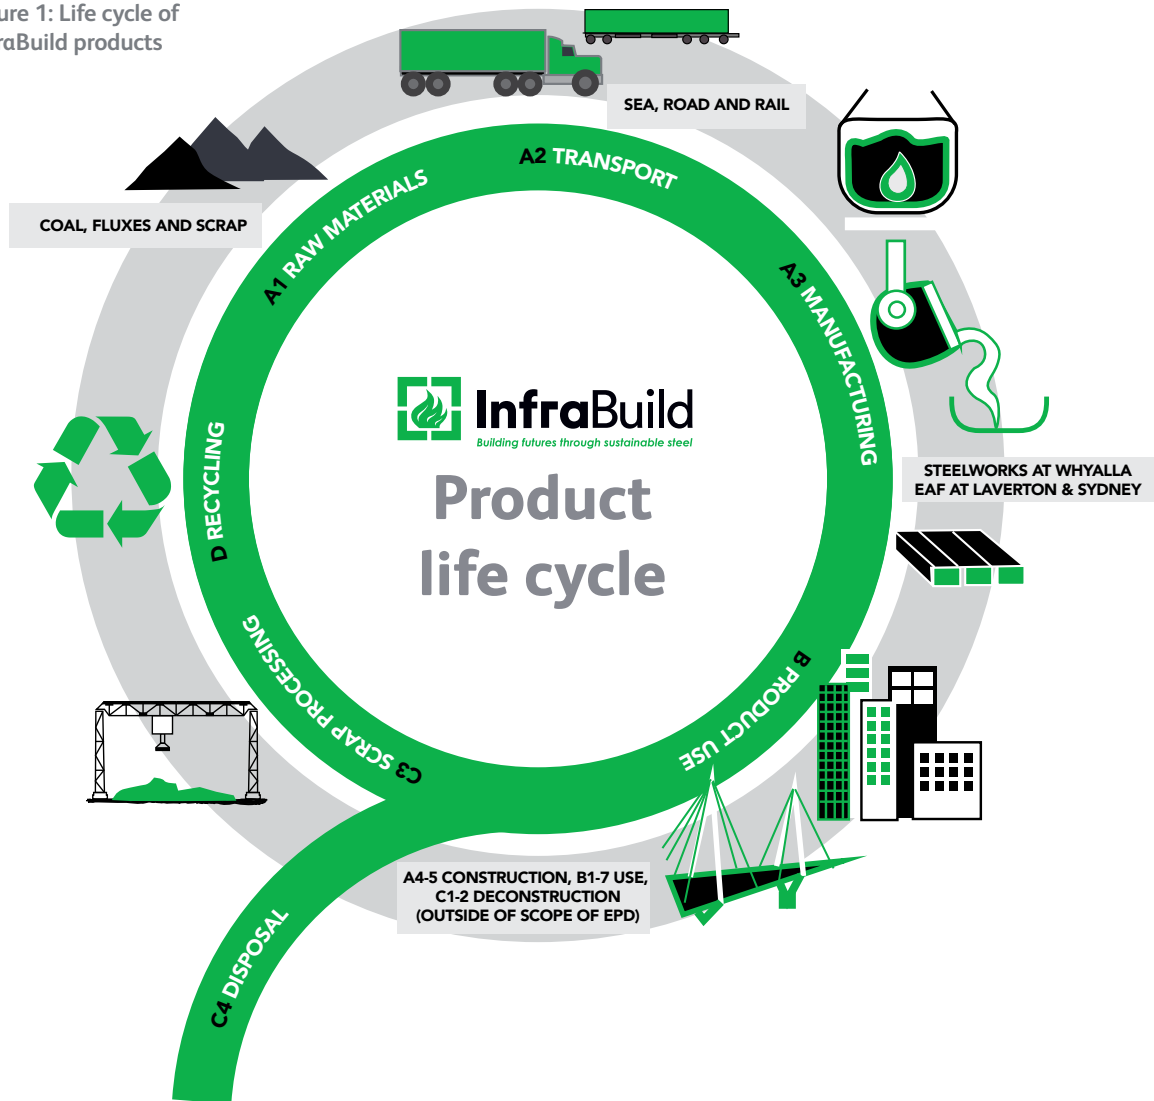 ure 1: Life cycle of
raBuild products
SEA, ROAD AND RAIL
A2 TRANSPORT
COAL, FLUXES AND SCRAP
A1 RAW MATERIALS
A3 MANUFACTURING
InfraBuild
Building futures through sustainable steel
Product
life cycle
STEELWORKS AT WHYALLA
EAF AT LAVERTON & SYDNEY
D RECYCLING
B PRODUCT USE
C3 SCRAP PROCESSING
A4-5 CONSTRUCTION, B1-7 USE,
C1-2 DECONSTRUCTION
(OUTSIDE OF SCOPE OF EPD)
C4 DISPOSAL